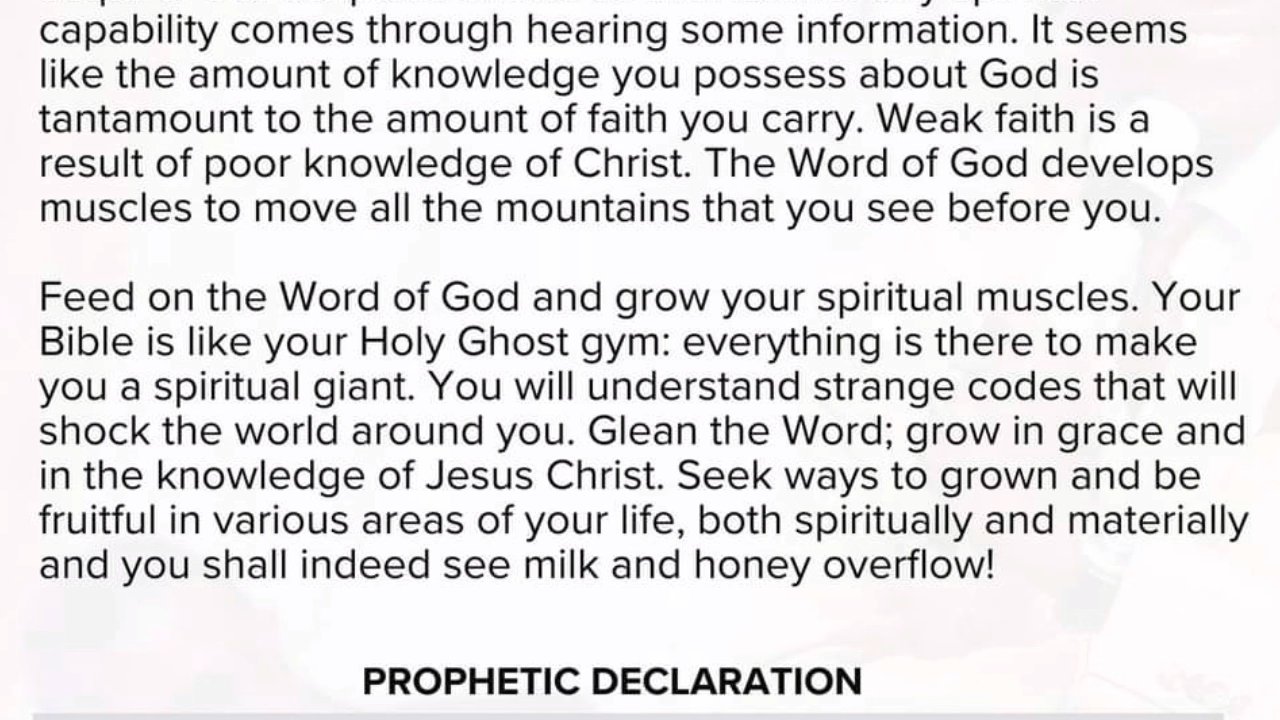 capability comes through hearing some information. It seems
like the amount of knowledge you possess about God is
tantamount to the amount of faith you carry. Weak faith is a
result of poor knowledge of Christ. The Word of God develops
muscles to move all the mountains that you see before you.
Feed on the Word of God and grow your spiritual muscles. Your
Bible is like your Holy Ghost gym: everything is there to make
you a spiritual giant. You will understand strange codes that will
shock the world around you. Glean the Word; grow in grace and
in the knowledge of Jesus Christ. Seek ways to grown and be
fruitful in various areas of your life, both spiritually and materially
and you shall indeed see milk and honey overflow!
PROPHETIC DECLARATION